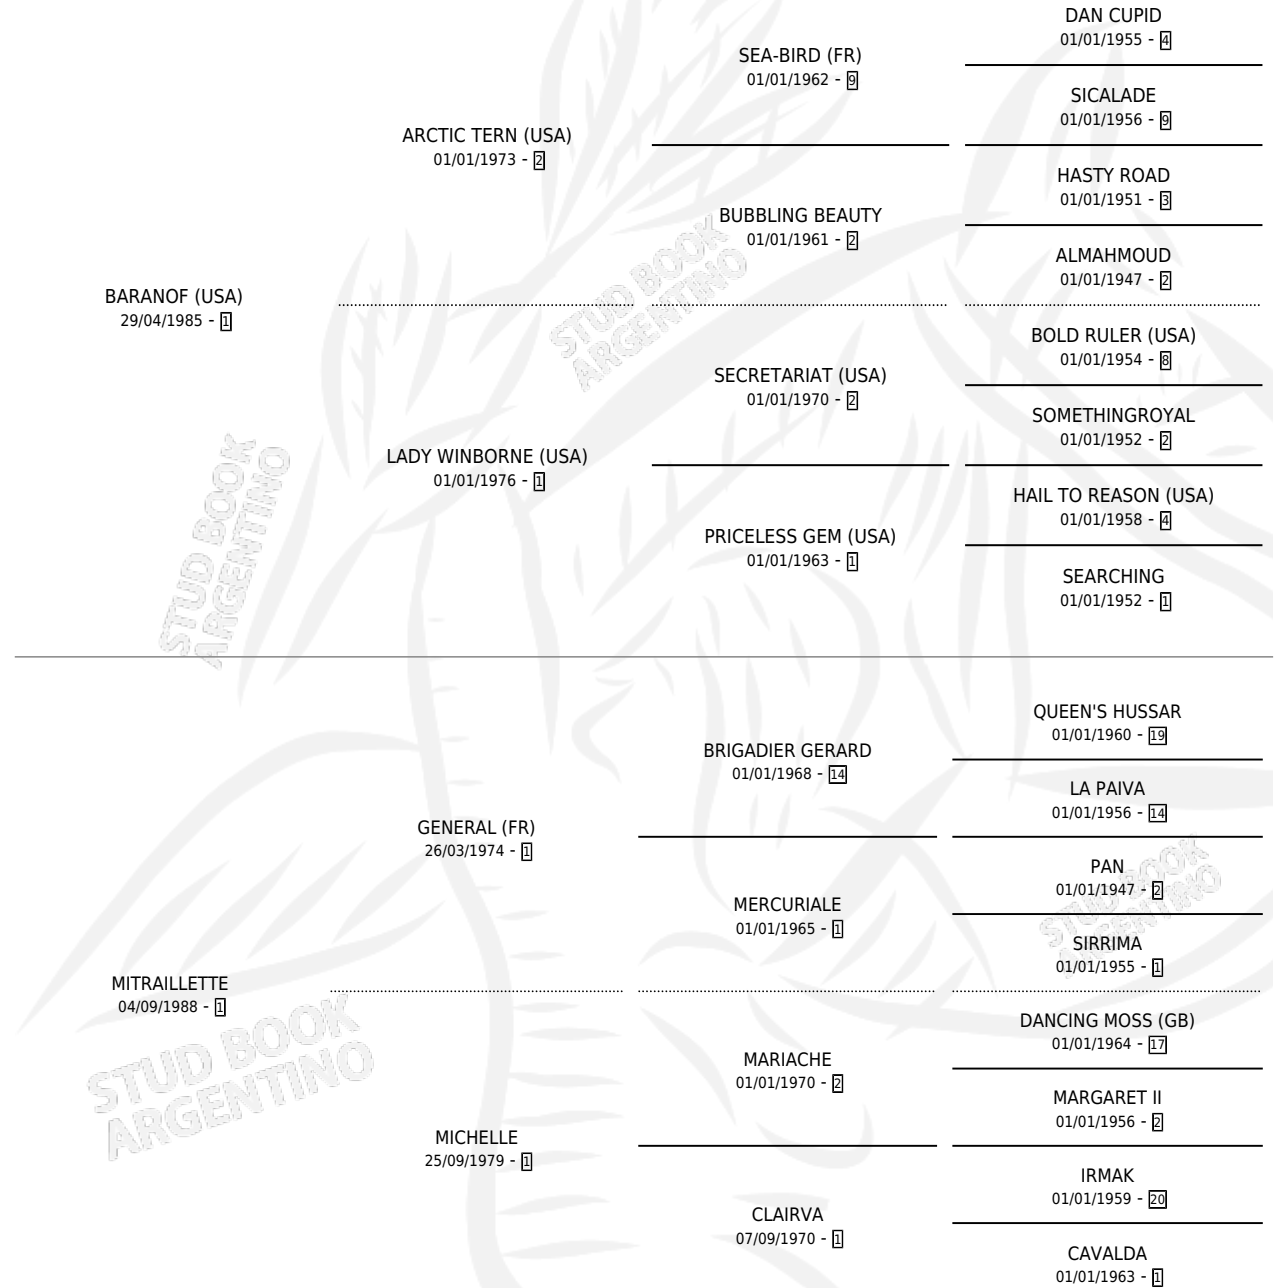 DAN CUPID
01/01/1955 - 4
SEA-BIRD (FR)
01/01/1962 - 9
SICALADE
01/01/1956 - 9
ARCTIC TERN (USA)
01/01/1973 - 2
HASTY ROAD
01/01/1951 - 3
BUBBLING BEAUTY
01/01/1961 - 2
ALMAHMOUD
01/01/1947 - 2
BARANOF (USA)
29/04/1985 - 1
BOLD RULER (USA)
01/01/1954 - 8
SECRETARIAT (USA)
01/01/1970 - 2
SOMETHINGROYAL
01/01/1952 - 2
LADY WINBORNE (USA)
01/01/1976 - 1
HAIL TO REASON (USA)
01/01/1958 - 4
PRICELESS GEM (USA)
01/01/1963 - 1
SEARCHING
01/01/1952 - 1
QUEEN'S HUSSAR
01/01/1960 - 19
BRIGADIER GERARD
01/01/1968 - 14
LA PAIVA
01/01/1956 - 14
GENERAL (FR)
26/03/1974 - 1
PAN
01/01/1947 - 2
MERCURIALE
01/01/1965 - 1
SIRRIMA
01/01/1955 - 1
MITRAILLETTE
04/09/1988 - 1
DANCING MOSS (GB)
01/01/1964 - 17
MARIACHE
01/01/1970 - 2
MARGARET II
01/01/1956 - 2
MICHELLE
25/09/1979 - 1
IRMAK
01/01/1959 - 20
CLAIRVA
07/09/1970 - 1
CAVALDA
01/01/1963 - 1
STUD BOOK
ARGENTINO
STUD BOOK
ARGENTINO
STUD BOOK
ARGENTINO
STUD BOOK
ARGENTINO